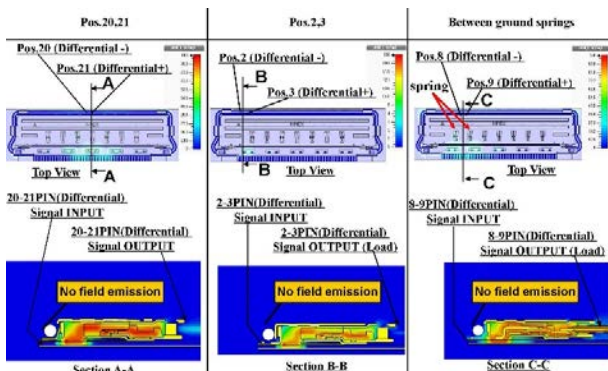 Pos.20,21
Pos.20 (Differential -)
Pos.21 (Differential+)
A
Top View
A
20-21PIN(Differential)
Signal INPUT
20-21PIN(Differential)
Signal OUTPUT
No field emission
Section A-A
Pos.2,3
Pos.2 (Differential -)
B
Pos.3 (Differential+)
Top View
B
2-3PIN(Differential)
Signal INPUT
2-3PIN(Differential)
Signal OUTPUT (Load)
No field emission
Section B-B
Between ground springs
Pos.8 (Differential -)
Pos.9 (Differential+)
spring
C
Top View
C
8-9PIN(Differential)
Signal INPUT
8-9PIN(Differential)
Signal OUTPUT (Load)
No field emission
Section C-C